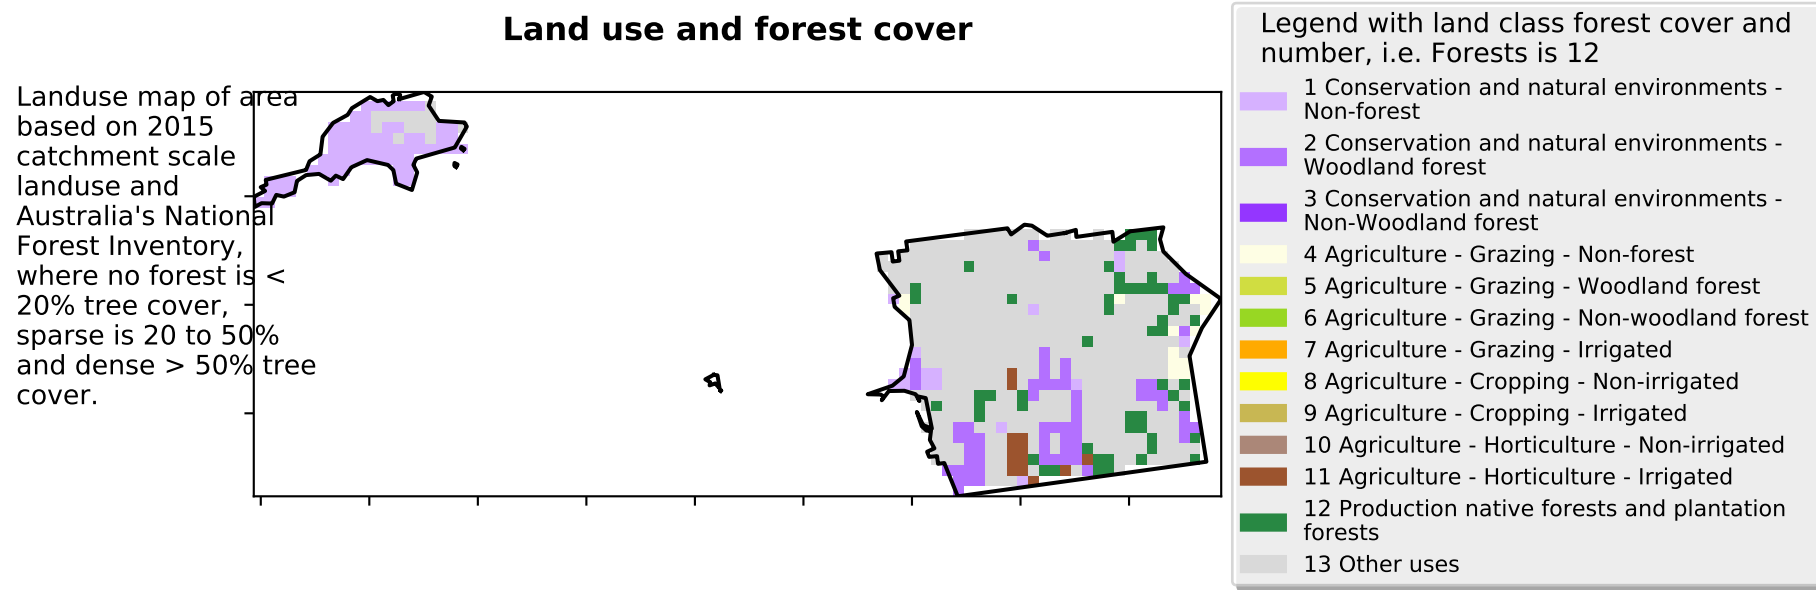 Land use and forest cover
Landuse map of area
based on 2015
catchment scale
landuse and
Australia's National
Forest Inventory,
where no forest is <
20% tree cover,
sparse is 20 to 50%
and dense > 50% tree
cover.
Legend with land class forest cover and
number, i.e. Forests is 12
1 Conservation and natural environments -
Non-forest
2 Conservation and natural environments -
Woodland forest
3 Conservation and natural environments -
Non-Woodland forest
4 Agriculture - Grazing - Non-forest
5 Agriculture - Grazing - Woodland forest
6 Agriculture - Grazing - Non-woodland forest
7 Agriculture - Grazing - Irrigated
8 Agriculture - Cropping - Non-irrigated
9 Agriculture - Cropping - Irrigated
10 Agriculture - Horticulture - Non-irrigated
11 Agriculture - Horticulture - Irrigated
12 Production native forests and plantation
forests
13 Other uses